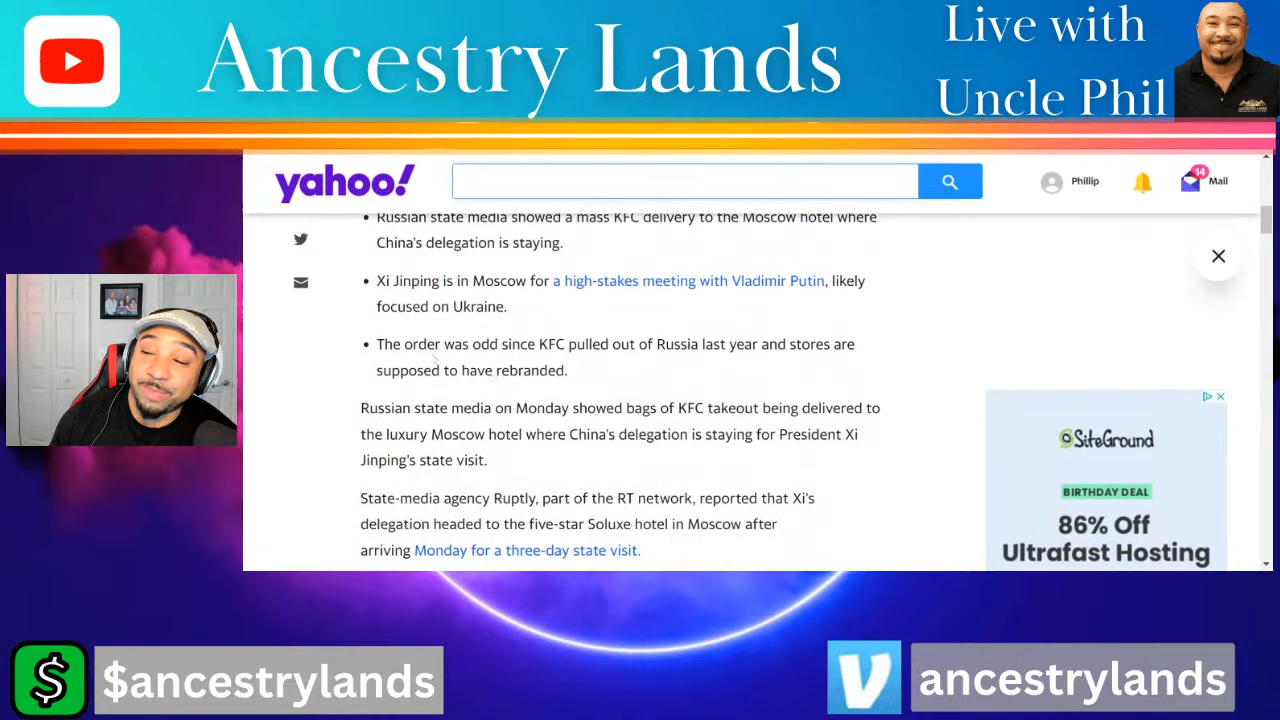 Ancestry Lands
Live with
Uncle Phil
yahoo!
Phillip
14
Mail
• Russian state media showed a mass KFC delivery to the Moscow hotel where
China's delegation is staying.
• Xi Jinping is in Moscow for a high-stakes meeting with Vladimir Putin, likely
focused on Ukraine.
• The order was odd since KFC pulled out of Russia last year and stores are
supposed to have rebranded.
Russian state media on Monday showed bags of KFC takeout being delivered to
the luxury Moscow hotel where China's delegation is staying for President Xi
Jinping's state visit.
State-media agency Ruptly, part of the RT network, reported that Xi's
delegation headed to the five-star Soluxe hotel in Moscow after
arriving Monday for a three-day state visit.
SiteGround
BIRTHDAY DEAL
86% Off
Ultrafast Hosting
$ancestrylands
ancestrylands